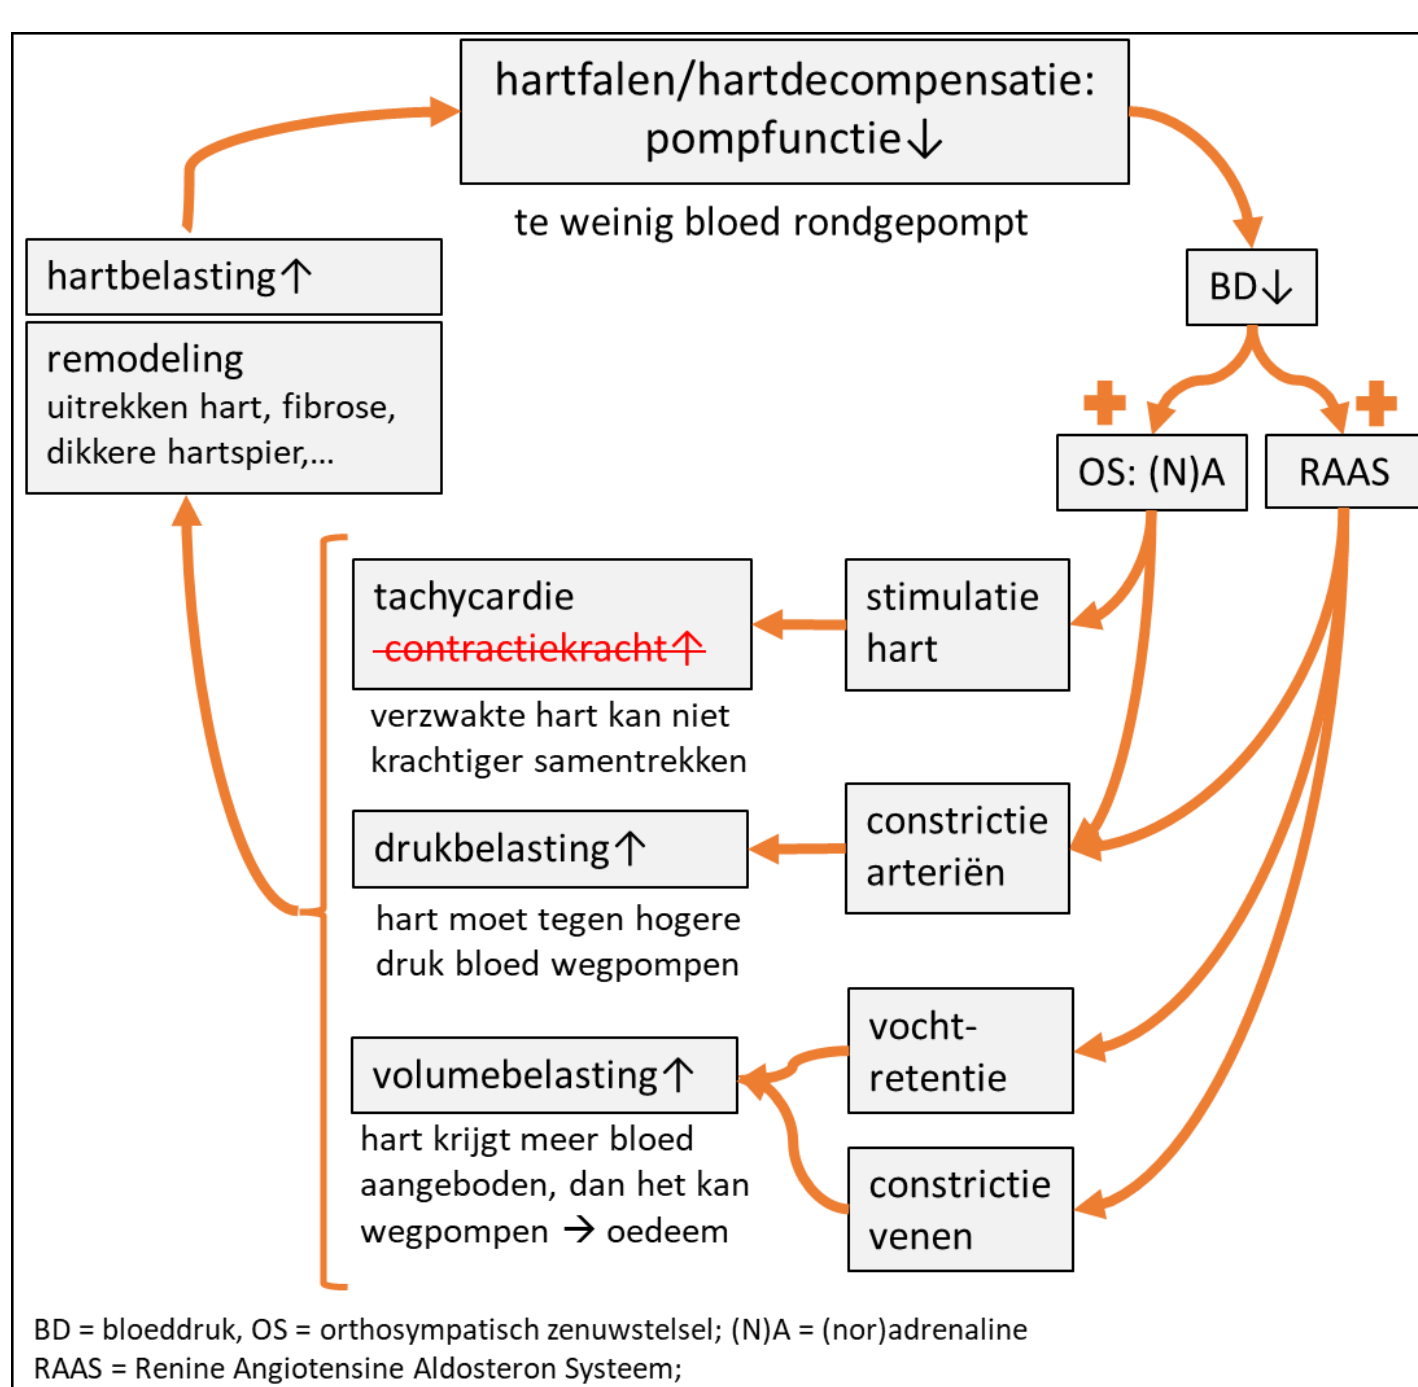 hartfalen/hartdecompensatie:
pompfunctie↓
te weinig bloed rondgepompt
BD↓
OS: (N)A
RAAS
hartbelasting↑
remodeling
uitrekken hart, fibrose,
dikkere hartspier,...
tachycardie
contractiekracht↑
verzwakte hart kan niet
krachtiger samentrekken
stimulatie
hart
drukbelasting↑
hart moet tegen hogere
druk bloed wegpompen
constrictie
arteriën
volumebelasting↑
hart krijgt meer bloed
aangeboden, dan het kan
wegpompen → oedeem
vocht-
retentie
constrictie
venen
BD = bloeddruk, OS = orthosympatisch zenuwstelsel; (N)A = (nor)adrenaline
RAAS = Renine Angiotensine Aldosteron Systeem;